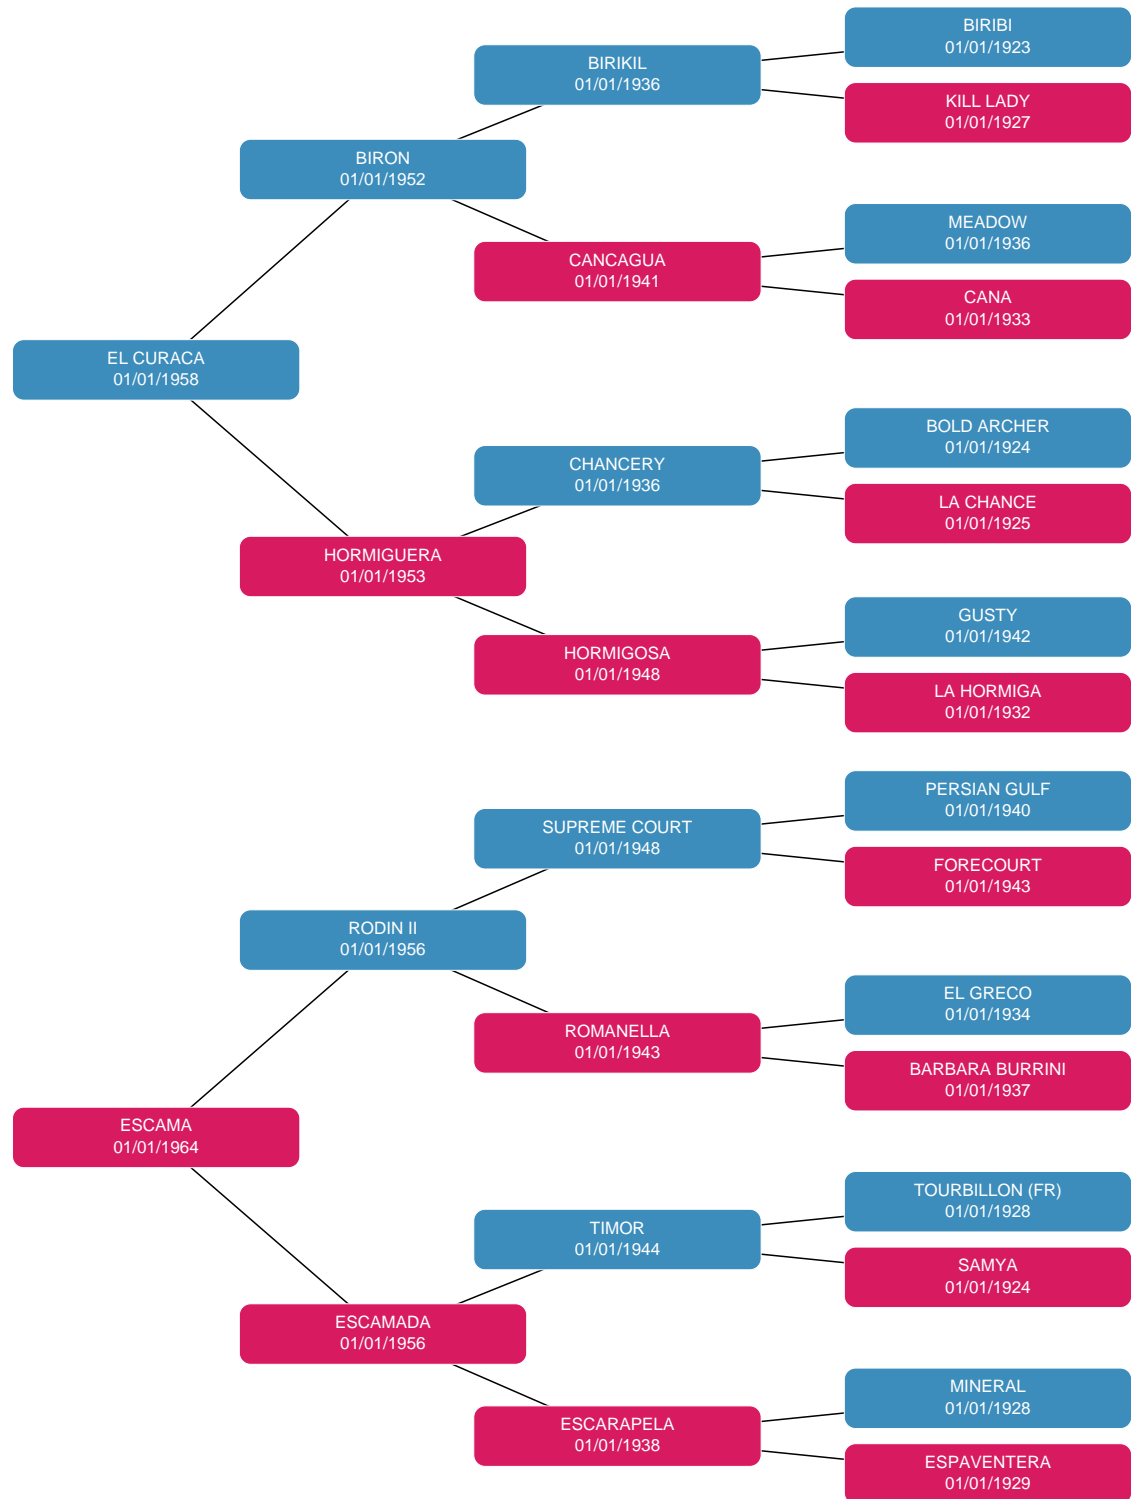 BIRIBI
01/01/1923
BIRIKIL
01/01/1936
KILL LADY
01/01/1927
BIRON
01/01/1952
MEADOW
01/01/1936
CANCAGUA
01/01/1941
CANA
01/01/1933
EL CURACA
01/01/1958
BOLD ARCHER
01/01/1924
CHANCERY
01/01/1936
LA CHANCE
01/01/1925
HORMIGUERA
01/01/1953
GUSTY
01/01/1942
HORMIGOSA
01/01/1948
LA HORMIGA
01/01/1932
PERSIAN GULF
01/01/1940
SUPREME COURT
01/01/1948
FORECOURT
01/01/1943
RODIN II
01/01/1956
EL GRECO
01/01/1934
ROMANELLA
01/01/1943
BARBARA BURRINI
01/01/1937
ESCAMA
01/01/1964
TOURBILLON (FR)
01/01/1928
TIMOR
01/01/1944
SAMYA
01/01/1924
ESCAMADA
01/01/1956
MINERAL
01/01/1928
ESCARAPELA
01/01/1938
ESPAVENTERA
01/01/1929